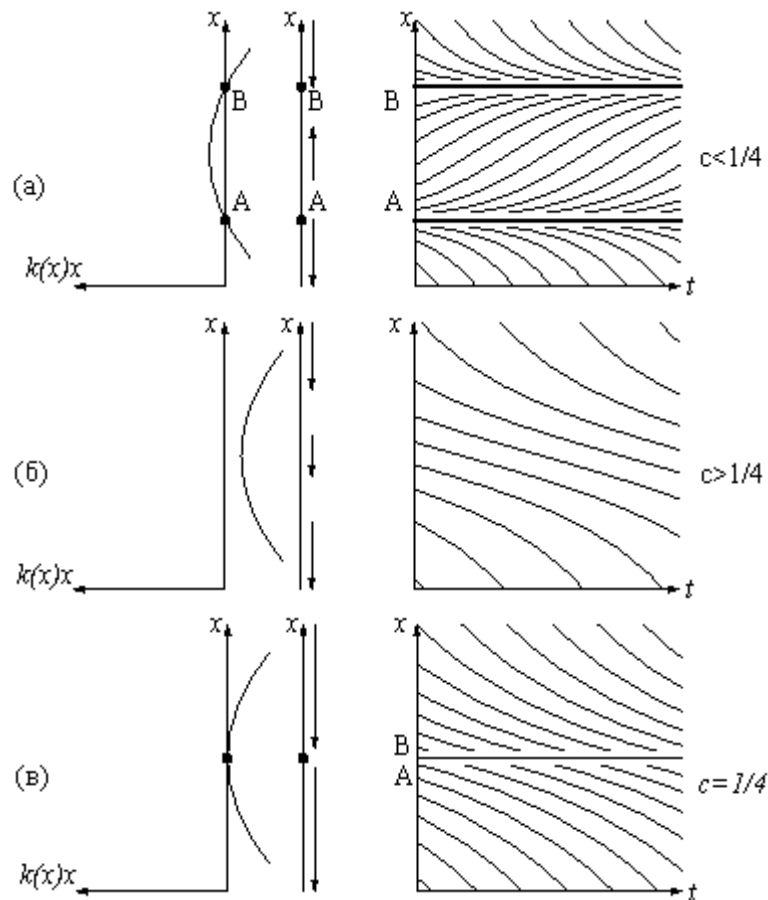 x x x
B B B
c<1/4
(а)
A A A
k(x)x t
x x x
(б) c>1/4
k(x)x t
x x x
B
(в) A c=1/4
k(x)x t